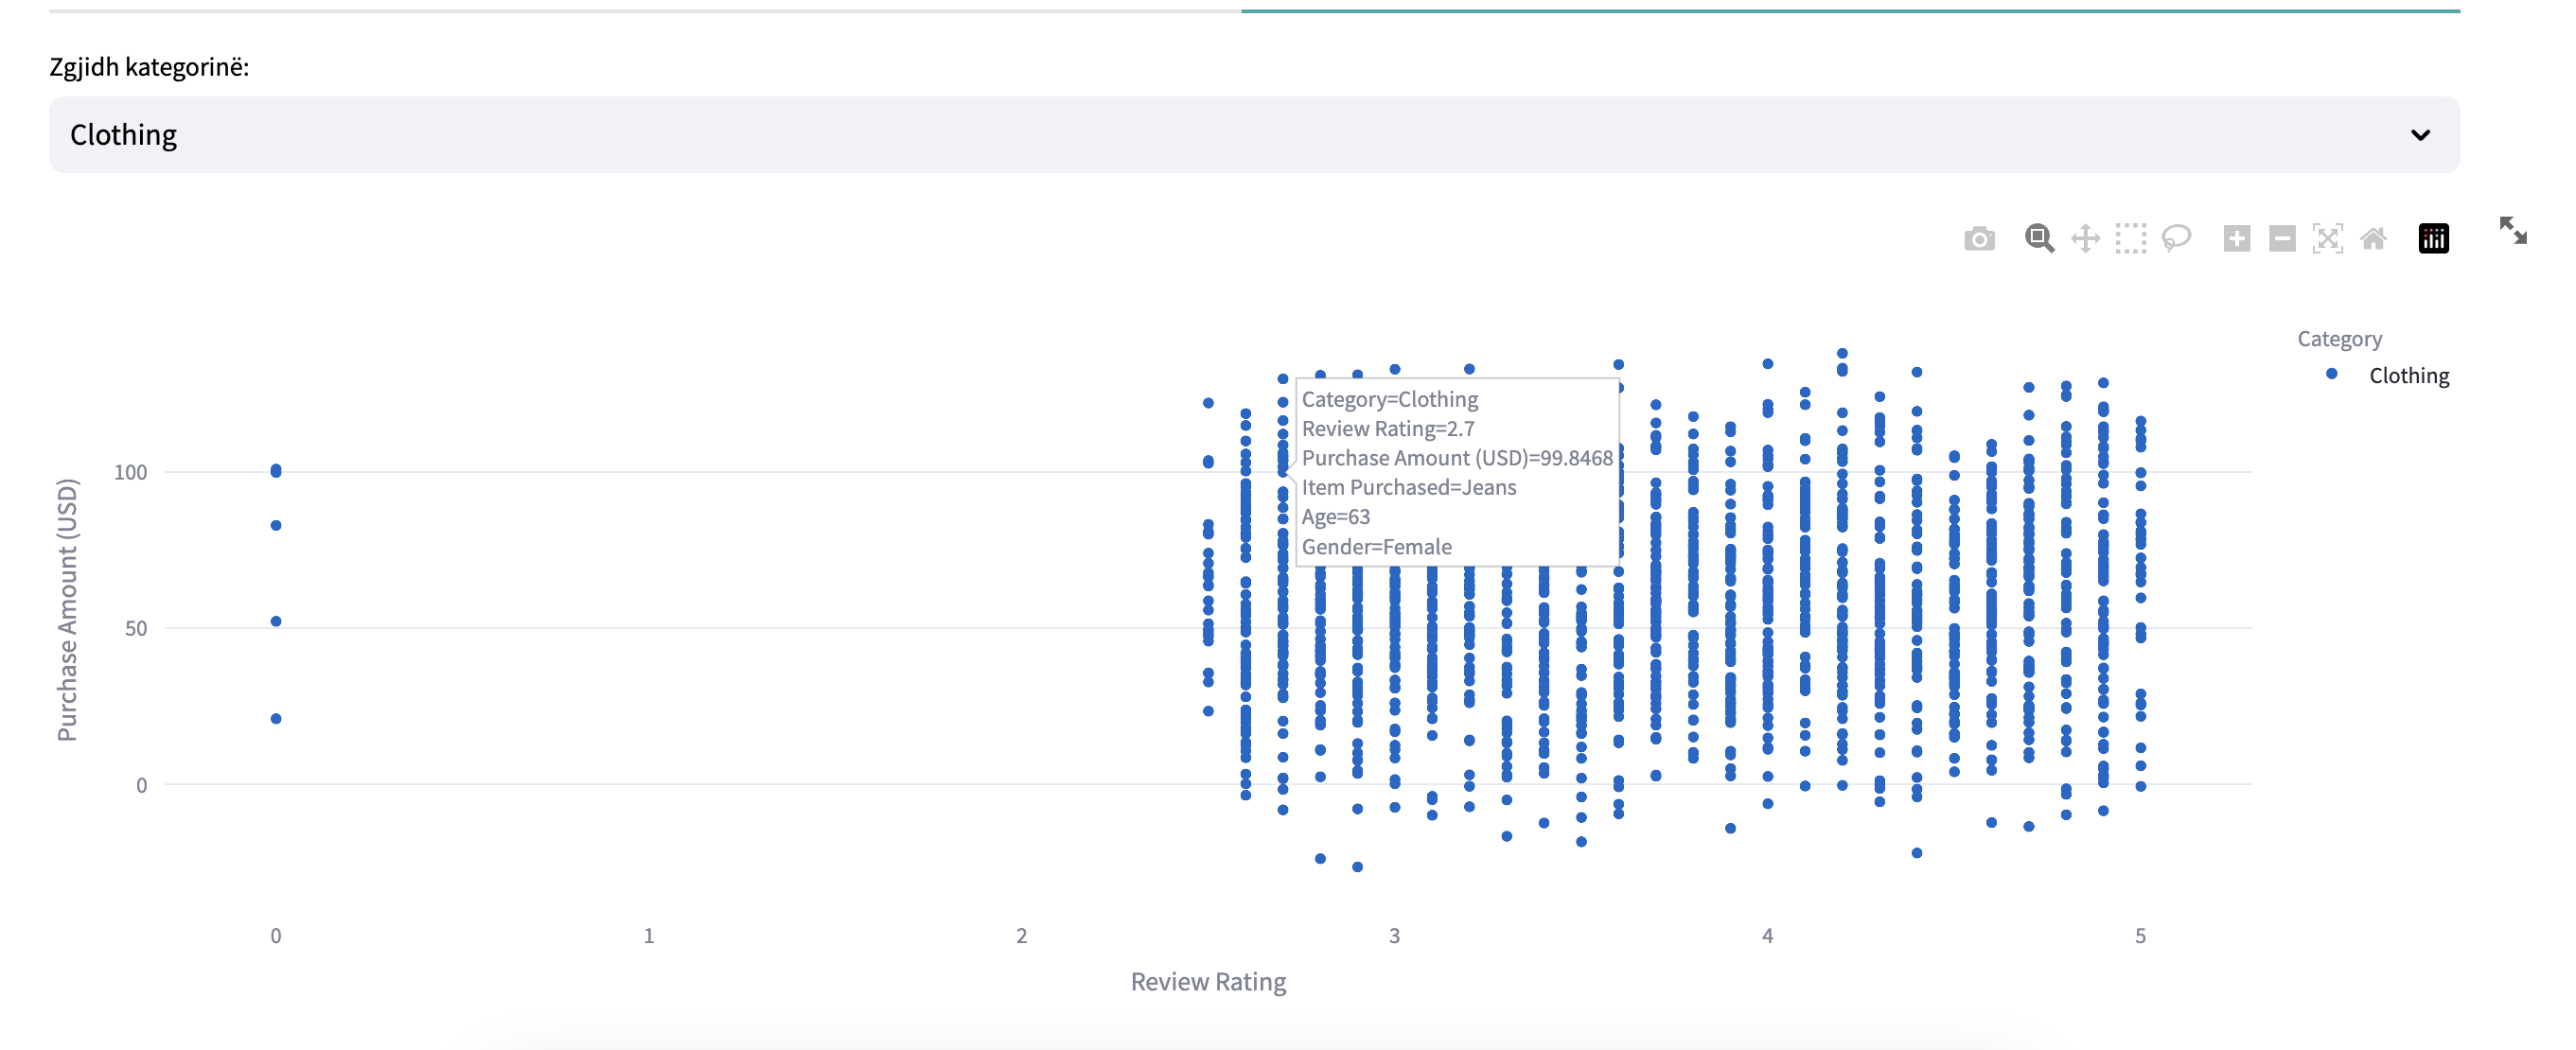 Zgjidh kategorinë:
Clothing
Category
Clothing
Category=Clothing
Review Rating=2.7
Purchase Amount (USD)=99.8468
Item Purchased=Jeans
Age=63
Gender=Female
Purchase Amount (USD)
100
50
0
0 1 2 3 4 5
Review Rating